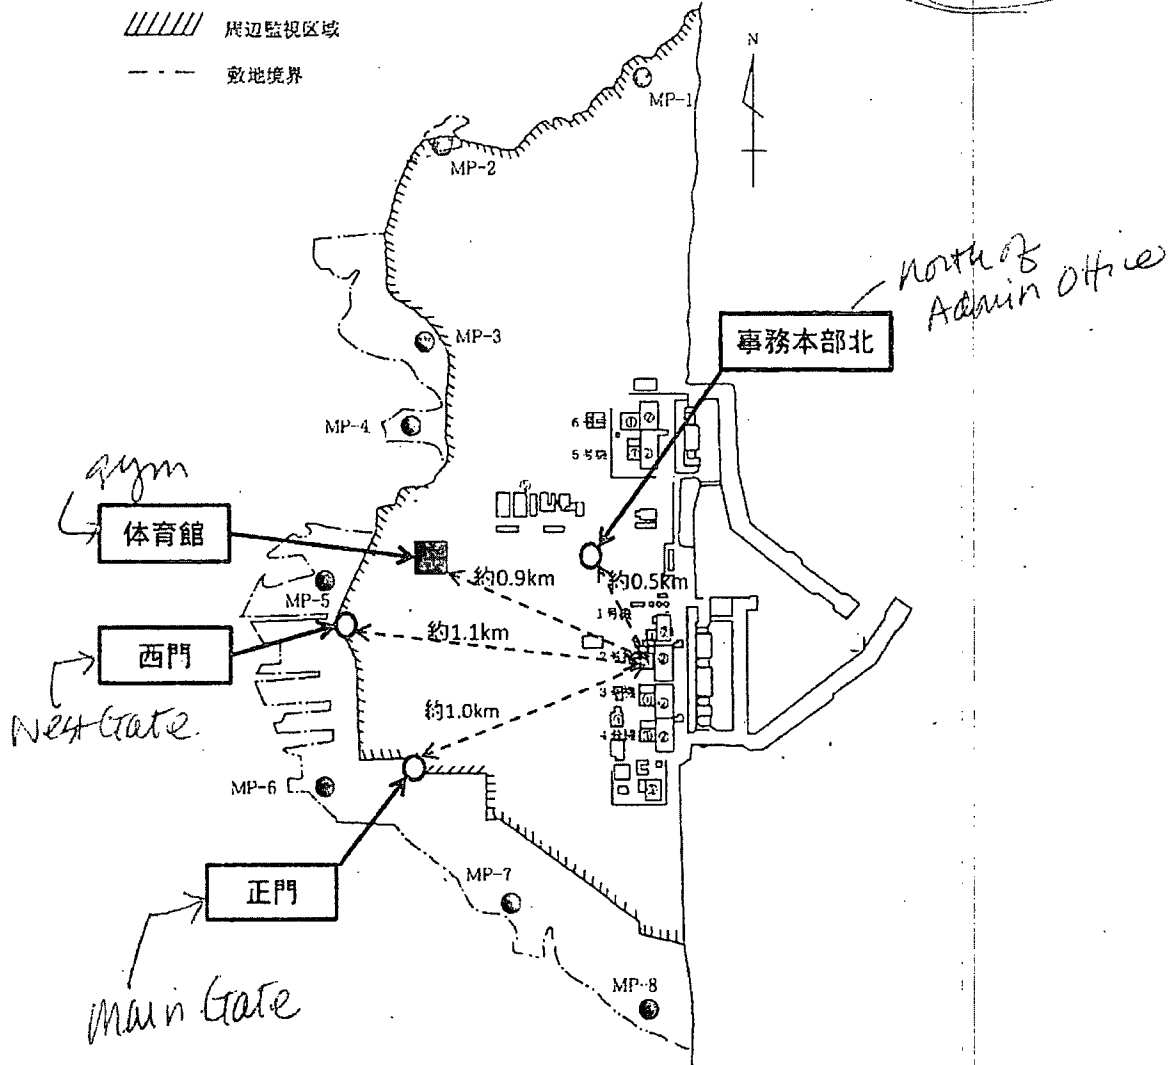 周辺監視区域
敷地境界
N
MP-1
MP-2
north of
Admin Office
MP-3
事務本部北
MP-4
6号機
5号機
gym
体育館
約0.9km
約0.5km
MP-5
1号機
西門
約1.1km
2号機
West Gate
3号機
約1.0km
4号機
MP-6
正門
MP-7
Main Gate
MP-8